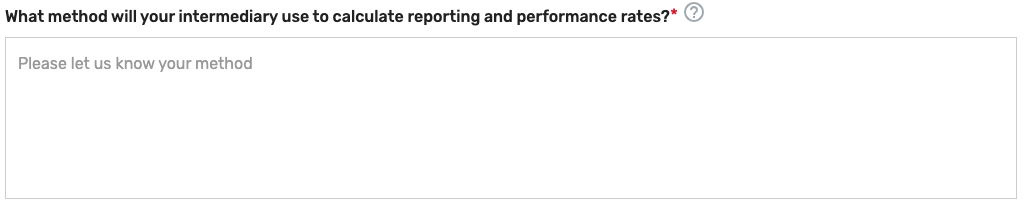 What method will your intermediary use to calculate reporting and performance rates?* ?
Please let us know your method